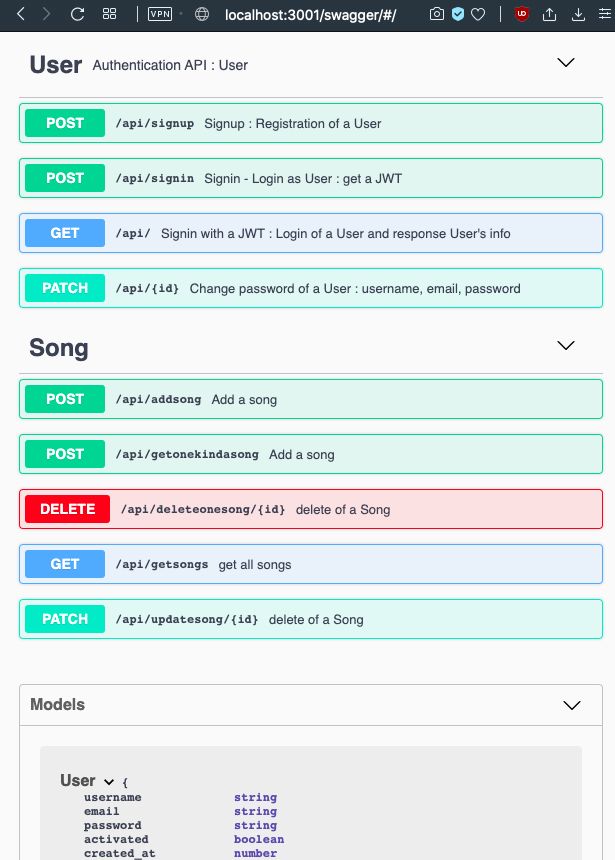 VPN localhost:3001/swagger/#/
User Authentication API : User
POST /api/signup Signup : Registration of a User
POST /api/signin Signin - Login as User : get a JWT
GET /api/ Signin with a JWT : Login of a User and response User's info
PATCH /api/{id} Change password of a User : username, email, password
Song
POST /api/addsong Add a song
POST /api/getonekindasong Add a song
DELETE /api/deleteonesong/{id} delete of a Song
GET /api/getsongs get all songs
PATCH /api/updatesong/{id} delete of a Song
Models
User {
username string
email string
password string
activated boolean
created_at number